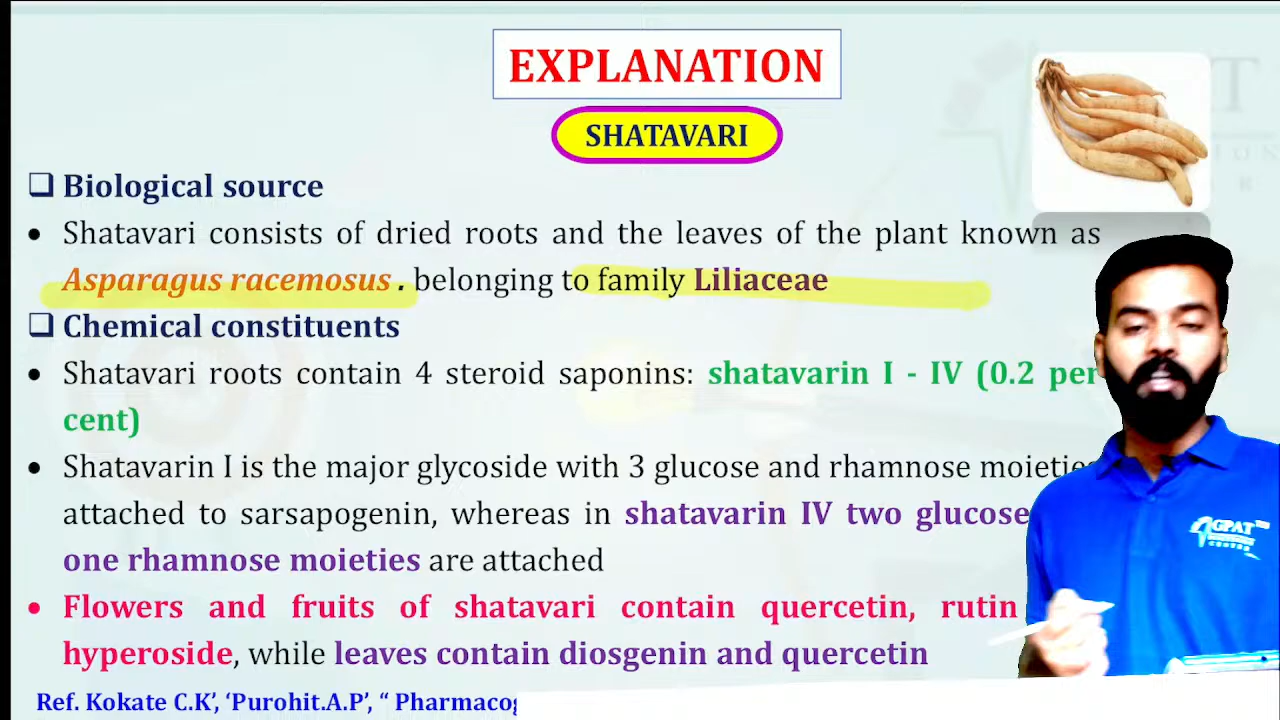 EXPLANATION
SHATAVARI
❑ Biological source
• Shatavari consists of dried roots and the leaves of the plant known as
Asparagus racemosus . belonging to family Liliaceae
❑ Chemical constituents
• Shatavari roots contain 4 steroid saponins: shatavarin I - IV (0.2 per
cent)
• Shatavarin I is the major glycoside with 3 glucose and rhamnose moieties
attached to sarsapogenin, whereas in shatavarin IV two glucose
one rhamnose moieties are attached
• Flowers and fruits of shatavari contain quercetin, rutin
hyperoside, while leaves contain diosgenin and quercetin
Ref. Kokate C.K’, ‘Purohit.A.P’, “ Pharmacog
GPAT